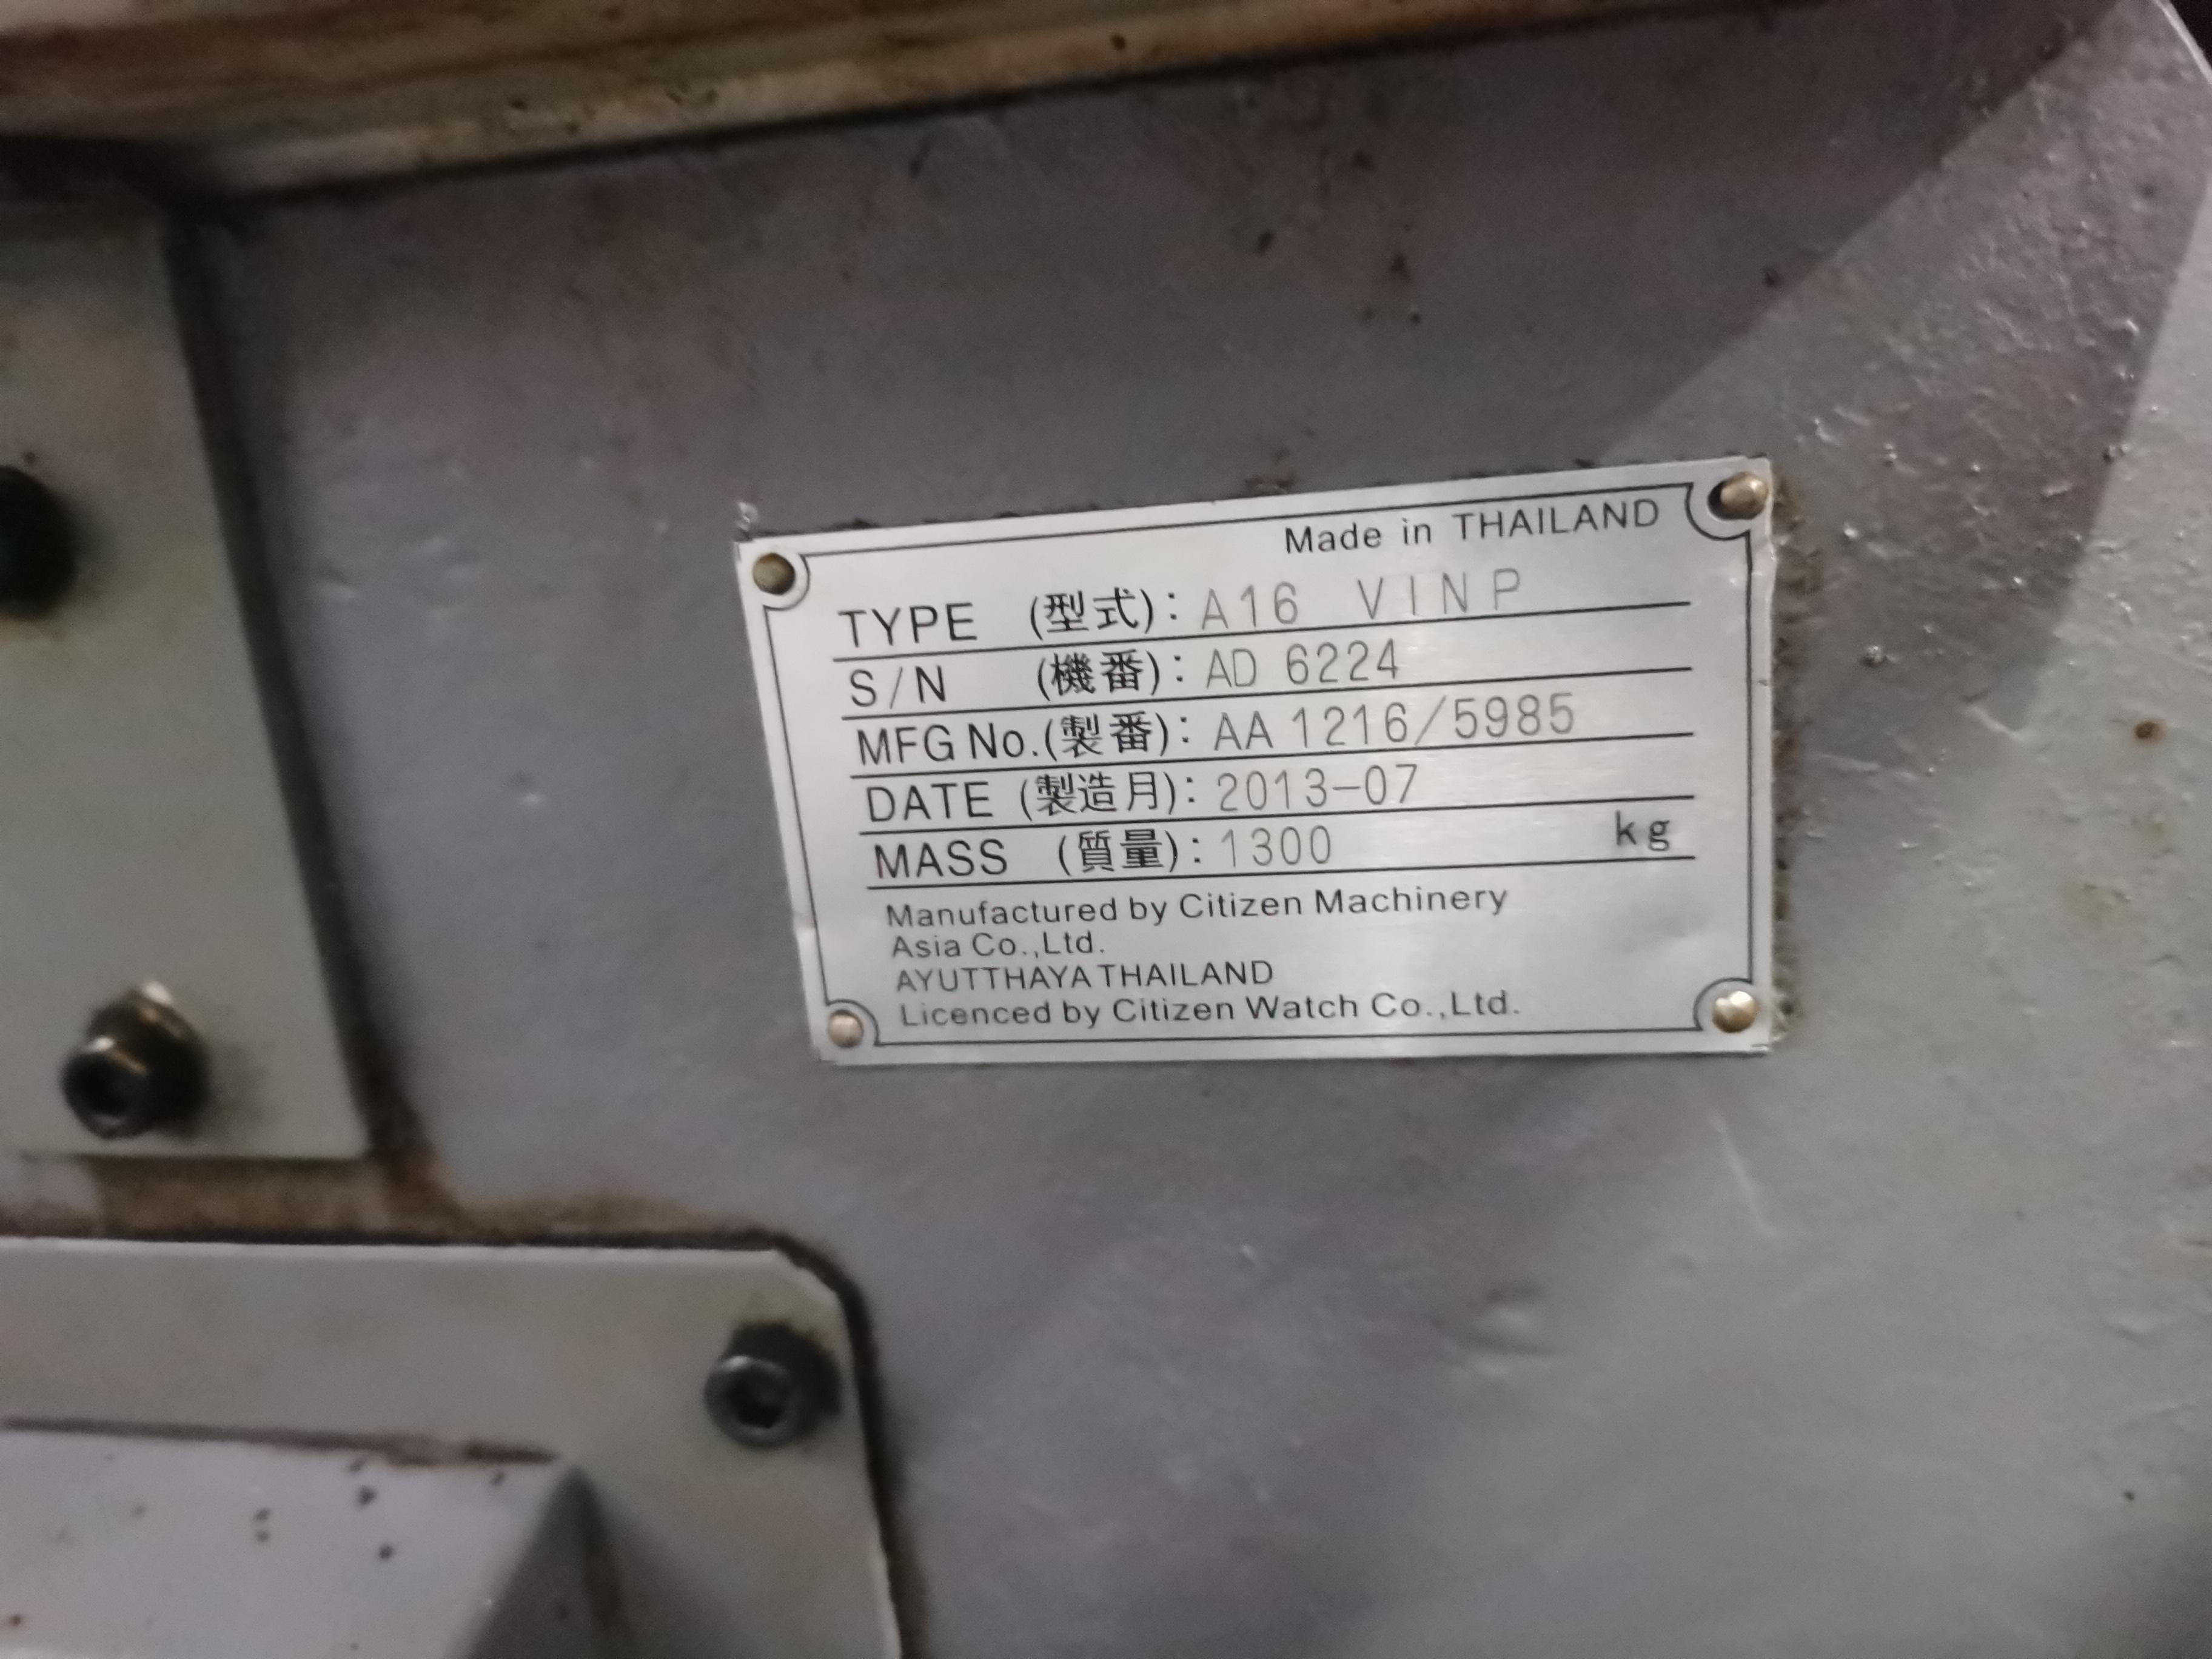 Made in THAILAND
TYPE (型式): A16 VINP
S/N (機番): AD 6224
MFG No.(製番): AA 1216/5985
DATE (製造月): 2013-07
MASS (質量): 1300 kg
Manufactured by Citizen Machinery
Asia Co.,Ltd.
AYUTTHAYA THAILAND
Licenced by Citizen Watch Co.,Ltd.